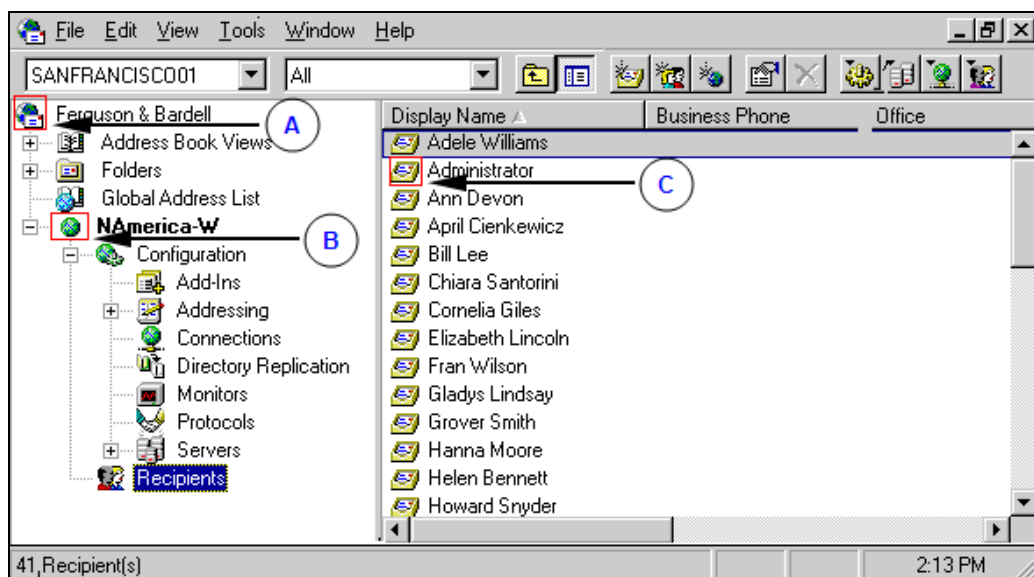 File Edit View Tools Window Help
SANFRANCISCO01 All
Ferguson & Bardell
A
Address Book Views
Folders
Global Address List
NAmerica-W
B
Configuration
Add-Ins
Addressing
Connections
Directory Replication
Monitors
Protocols
Servers
Recipients
Display Name Business Phone Office
Adele Williams
Administrator
C
Ann Devon
April Cienkewicz
Bill Lee
Chiara Santorini
Cornelia Giles
Elizabeth Lincoln
Fran Wilson
Gladys Lindsay
Grover Smith
Hanna Moore
Helen Bennett
Howard Snyder
41,Recipient(s) 2:13 PM